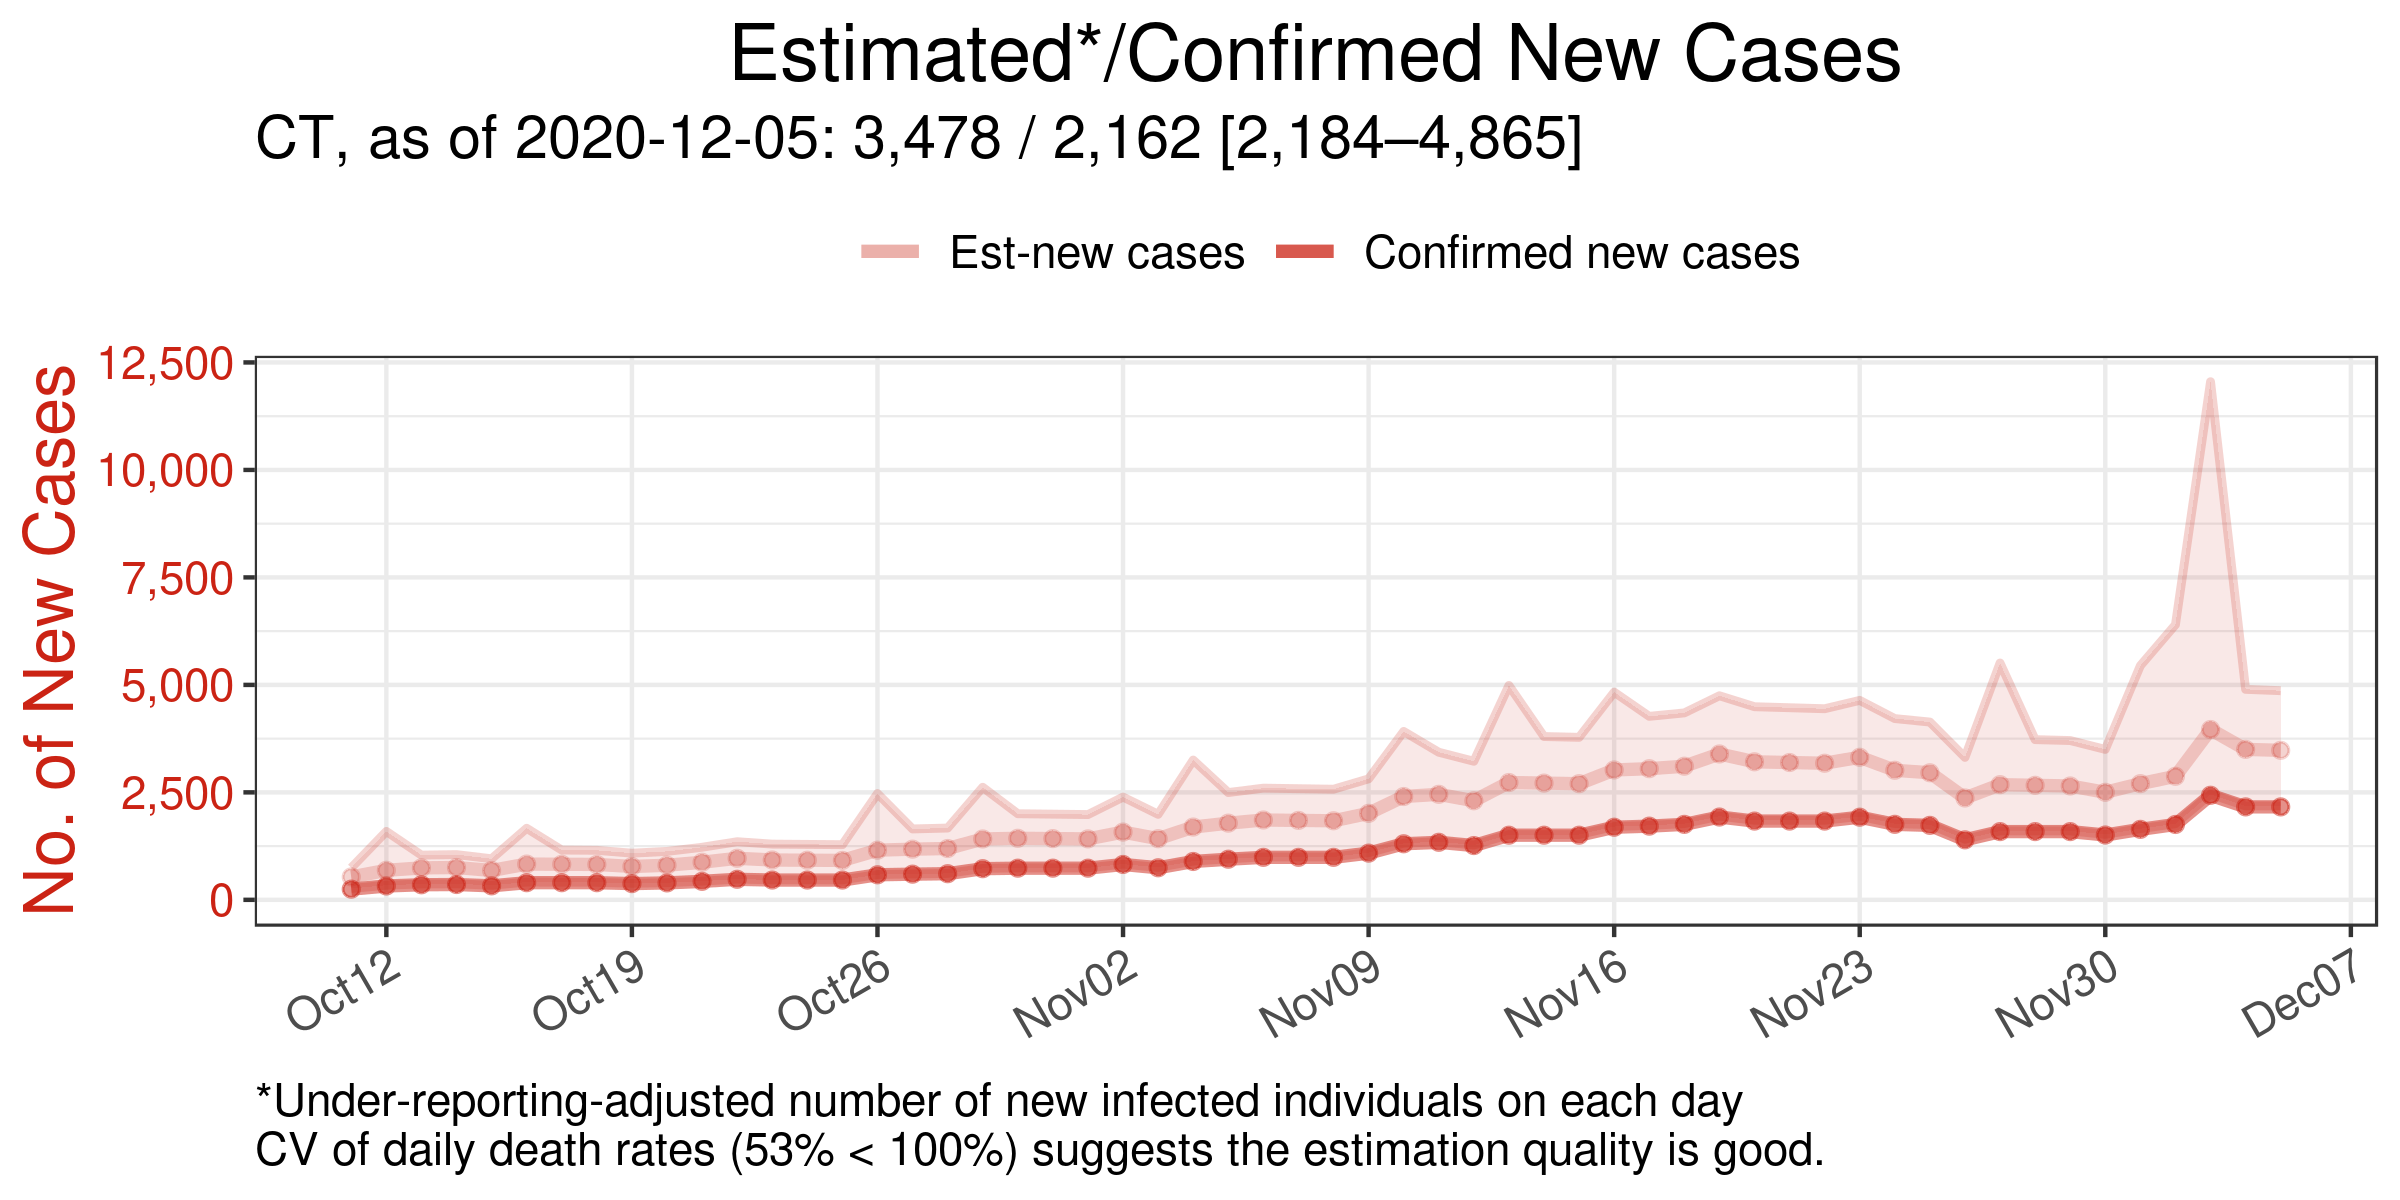 Estimated*/Confirmed New Cases
CT, as of 2020-12-05: 3,478 / 2,162 [2,184–4,865]
Est-new cases Confirmed new cases
No. of New Cases
12,500
10,000
7,500
5,000
2,500
0
Oct12 Oct19 Oct26 Nov02 Nov09 Nov16 Nov23 Nov30 Dec07
*Under-reporting-adjusted number of new infected individuals on each day
CV of daily death rates (53% < 100%) suggests the estimation quality is good.